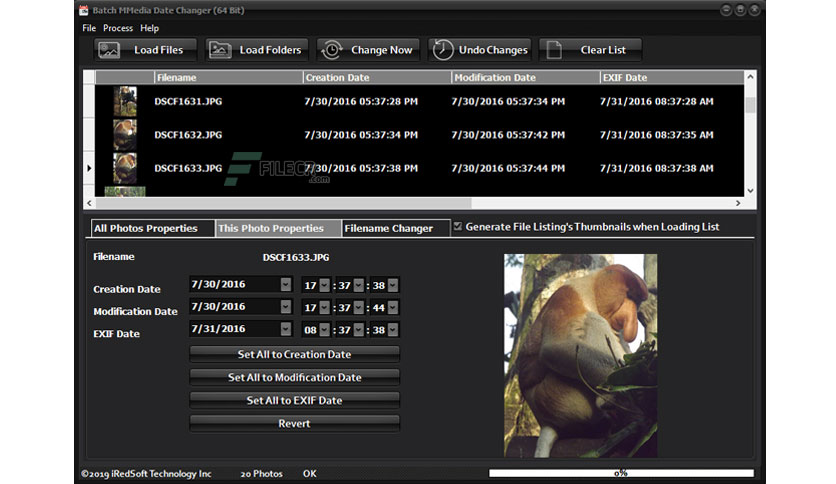 Batch MMedia Date Changer (64 Bit)
File Process Help
Load Files Load Folders Change Now Undo Changes Clear List
Filename Creation Date Modification Date EXIF Date
DSCF1631.JPG 7/30/2016 05:37:28 PM 7/30/2016 05:37:34 PM 7/31/2016 08:37:28 AM
DSCF1632.JPG 7/30/2016 05:37:34 PM 7/30/2016 05:37:42 PM 7/31/2016 08:37:35 AM
DSCF1633.JPG 7/30/2016 05:37:38 PM 7/30/2016 05:37:44 PM 7/31/2016 08:37:38 AM
FILECR
.com
All Photos Properties This Photo Properties Filename Changer Generate File Listing's Thumbnails when Loading List
Filename DSCF1633.JPG
Creation Date 7/30/2016 17 : 37 : 38
Modification Date 7/30/2016 17 : 37 : 44
EXIF Date 7/31/2016 08 : 37 : 38
Set All to Creation Date
Set All to Modification Date
Set All to EXIF Date
Revert
©2019 iRedSoft Technology Inc 20 Photos OK 0%